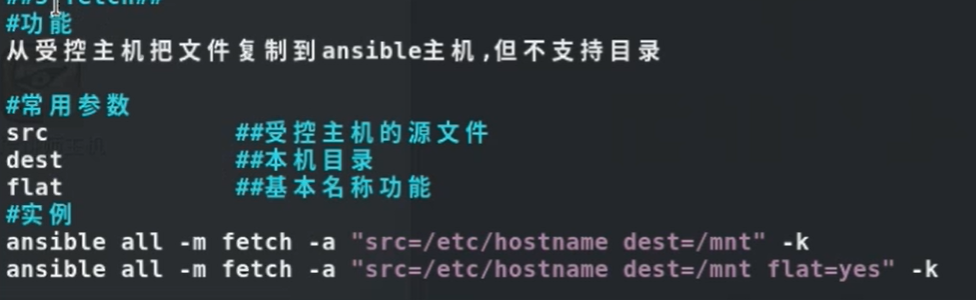 #功能
从受控主机把文件复制到ansible主机,但不支持目录
#常用参数
src ##受控主机的源文件
dest ##本机目录
flat ##基本名称功能
#实例
ansible all -m fetch -a "src=/etc/hostname dest=/mnt" -k
ansible all -m fetch -a "src=/etc/hostname dest=/mnt flat=yes" -k